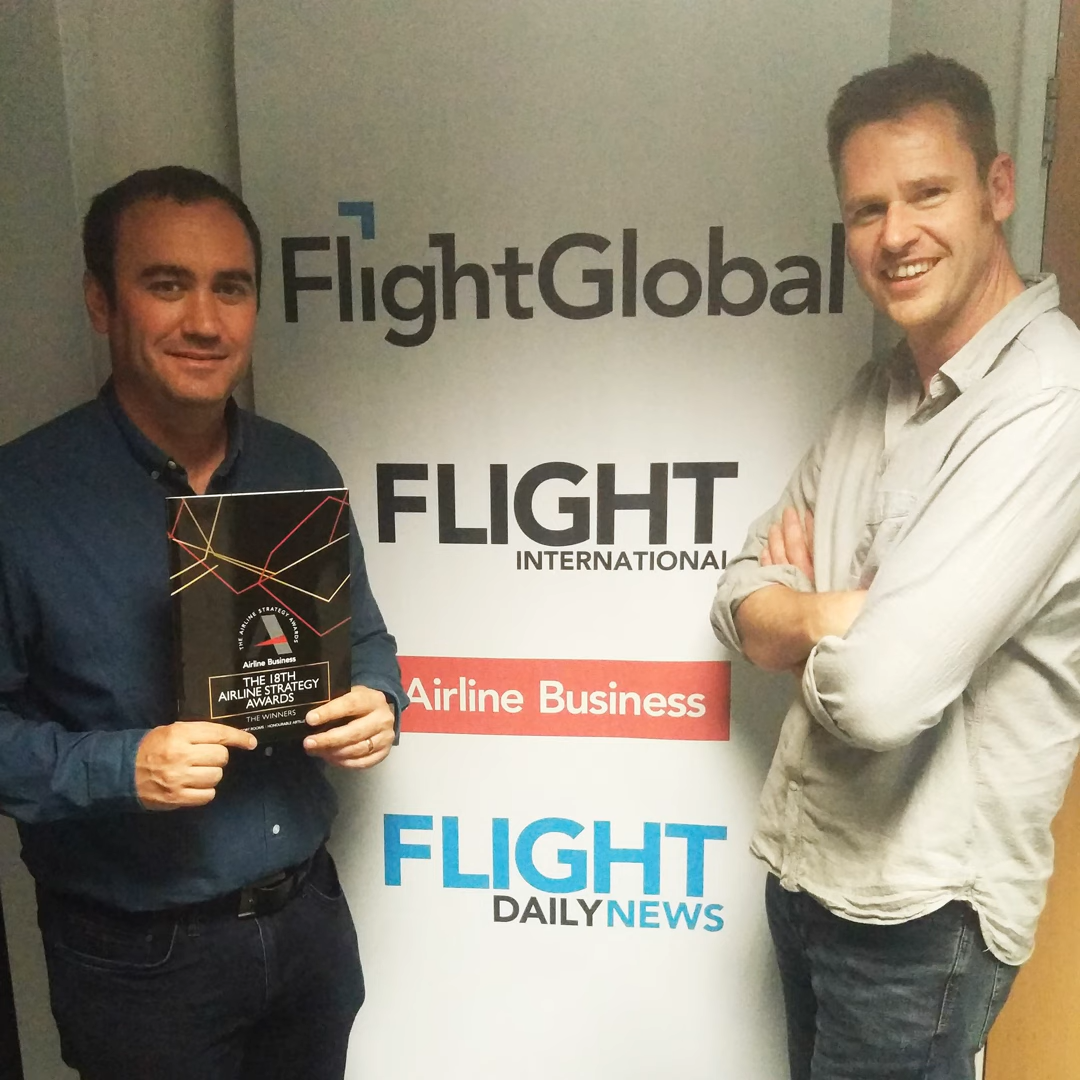 FlightGlobal
FLIGHT
INTERNATIONAL
Airline Business
FLIGHT
DAILYNEWS
THE AIRLINE STRATEGY AWARDS
Airline Business
THE 18TH
AIRLINE STRATEGY
AWARDS
THE WINNERS